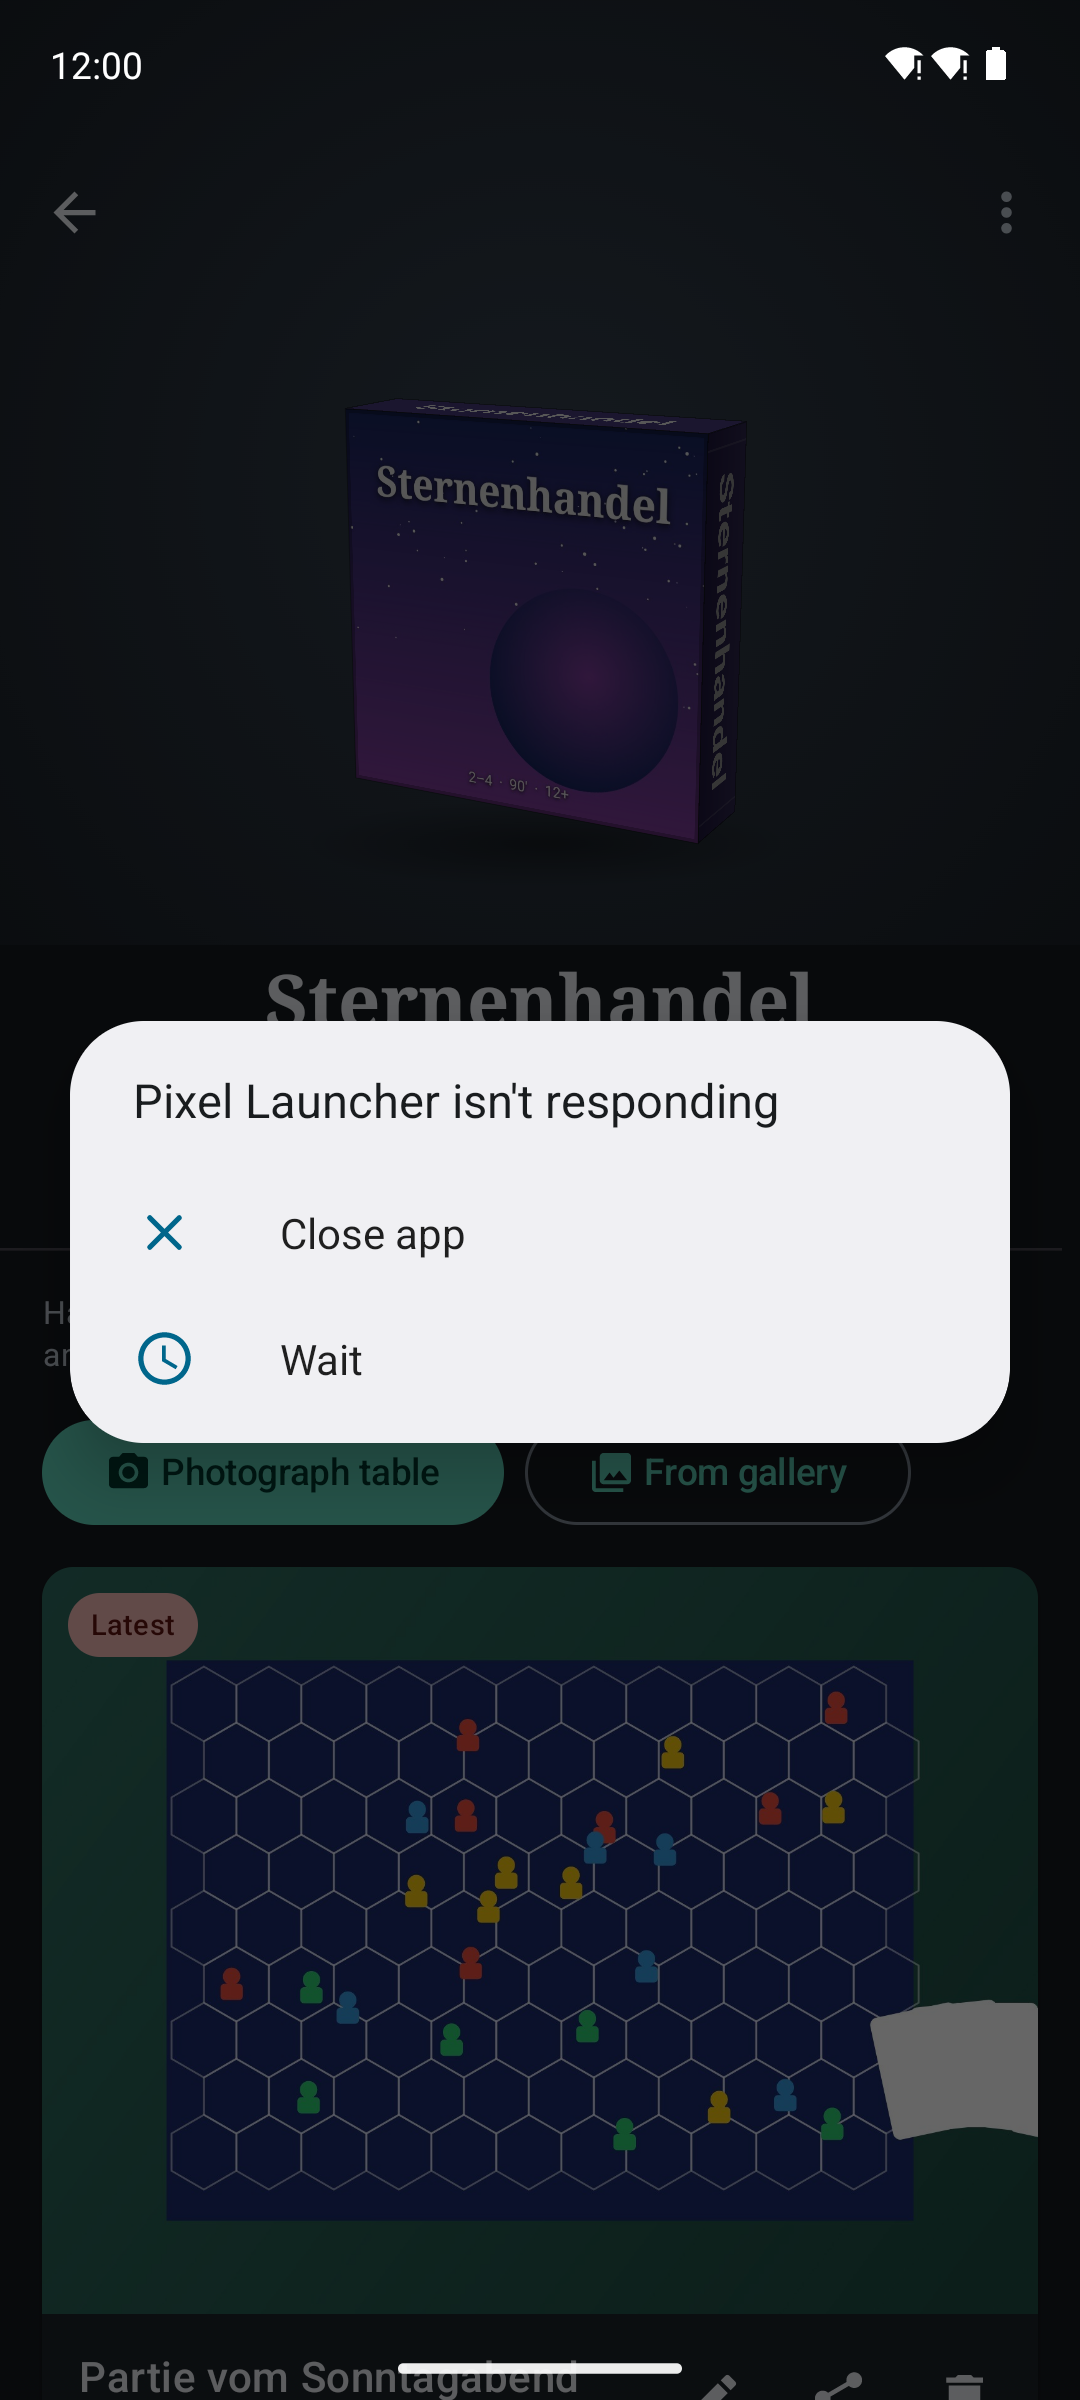 12:00
Sternenhandel
Sternenhandel
Sternenhandel
2–4 · 90' · 12+
Sternenhandel
Pixel Launcher isn't responding
Close app
Wait
Photograph table
From gallery
Latest
Partie vom Sonntagabend